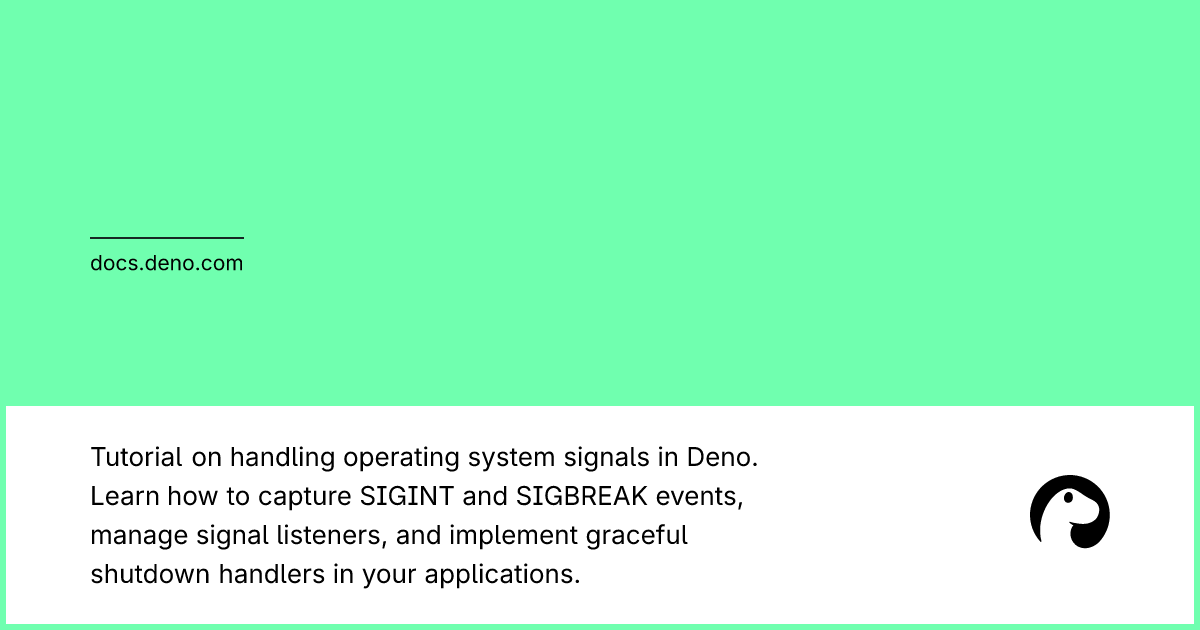 docs.deno.com
Tutorial on handling operating system signals in Deno.
Learn how to capture SIGINT and SIGBREAK events,
manage signal listeners, and implement graceful
shutdown handlers in your applications.